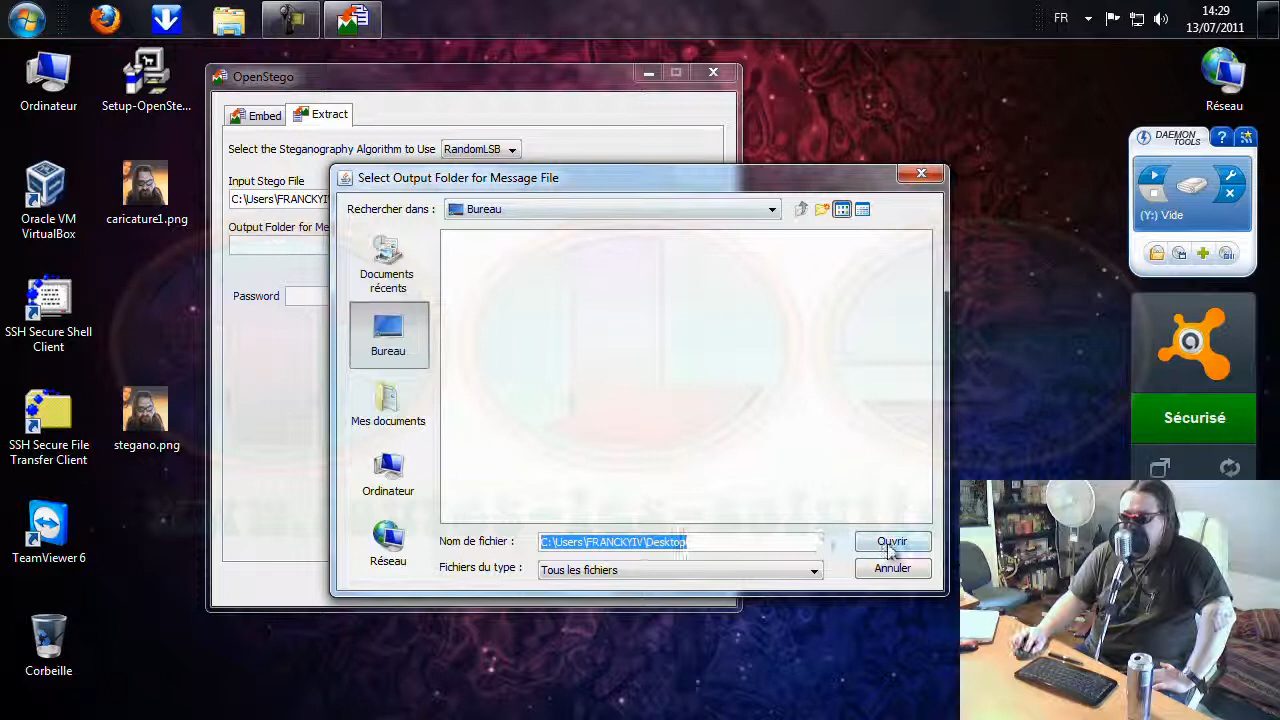 FR
14:29
13/07/2011
Ordinateur
Setup-OpenSte...
Oracle VM
VirtualBox
caricature1.png
SSH Secure Shell
Client
SSH Secure File
Transfer Client
stegano.png
TeamViewer 6
Corbeille
OpenStego
Embed
Extract
Select the Steganography Algorithm to Use
RandomLSB
Input Stego File
C:\Users\FRANCKYI
Output Folder for Me
Password
Select Output Folder for Message File
Rechercher dans :
Bureau
Documents
récents
Bureau
Mes documents
Ordinateur
Réseau
Nom de fichier :
C:\Users\FRANCKYIV\Desktop
Ouvrir
Fichiers du type :
Tous les fichiers
Annuler
Réseau
DAEMON
TOOLS
(Y:) Vide
Sécurisé